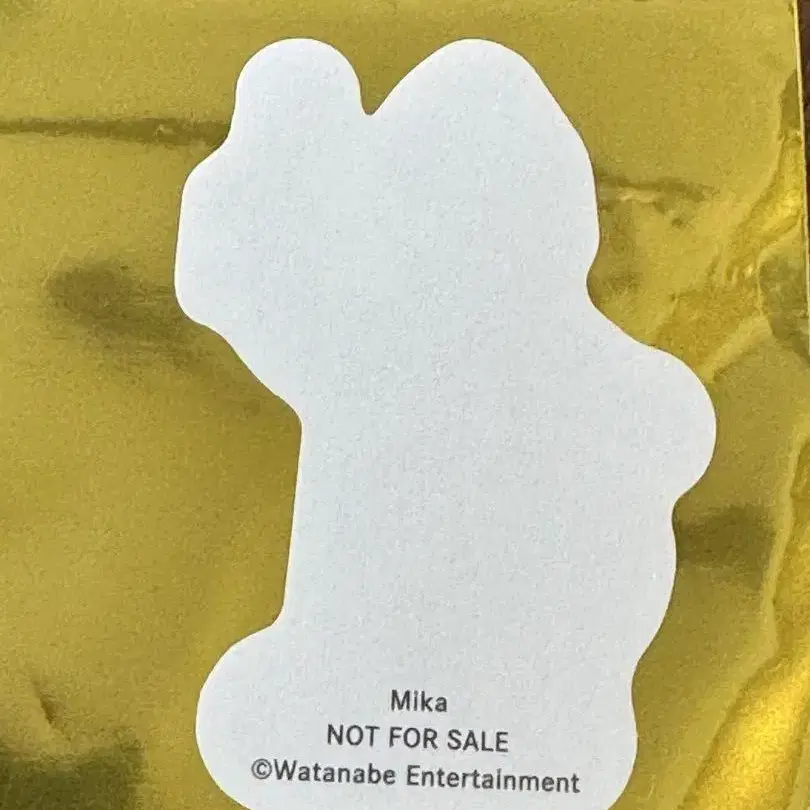 Mika
NOT FOR SALE
©Watanabe Entertainment